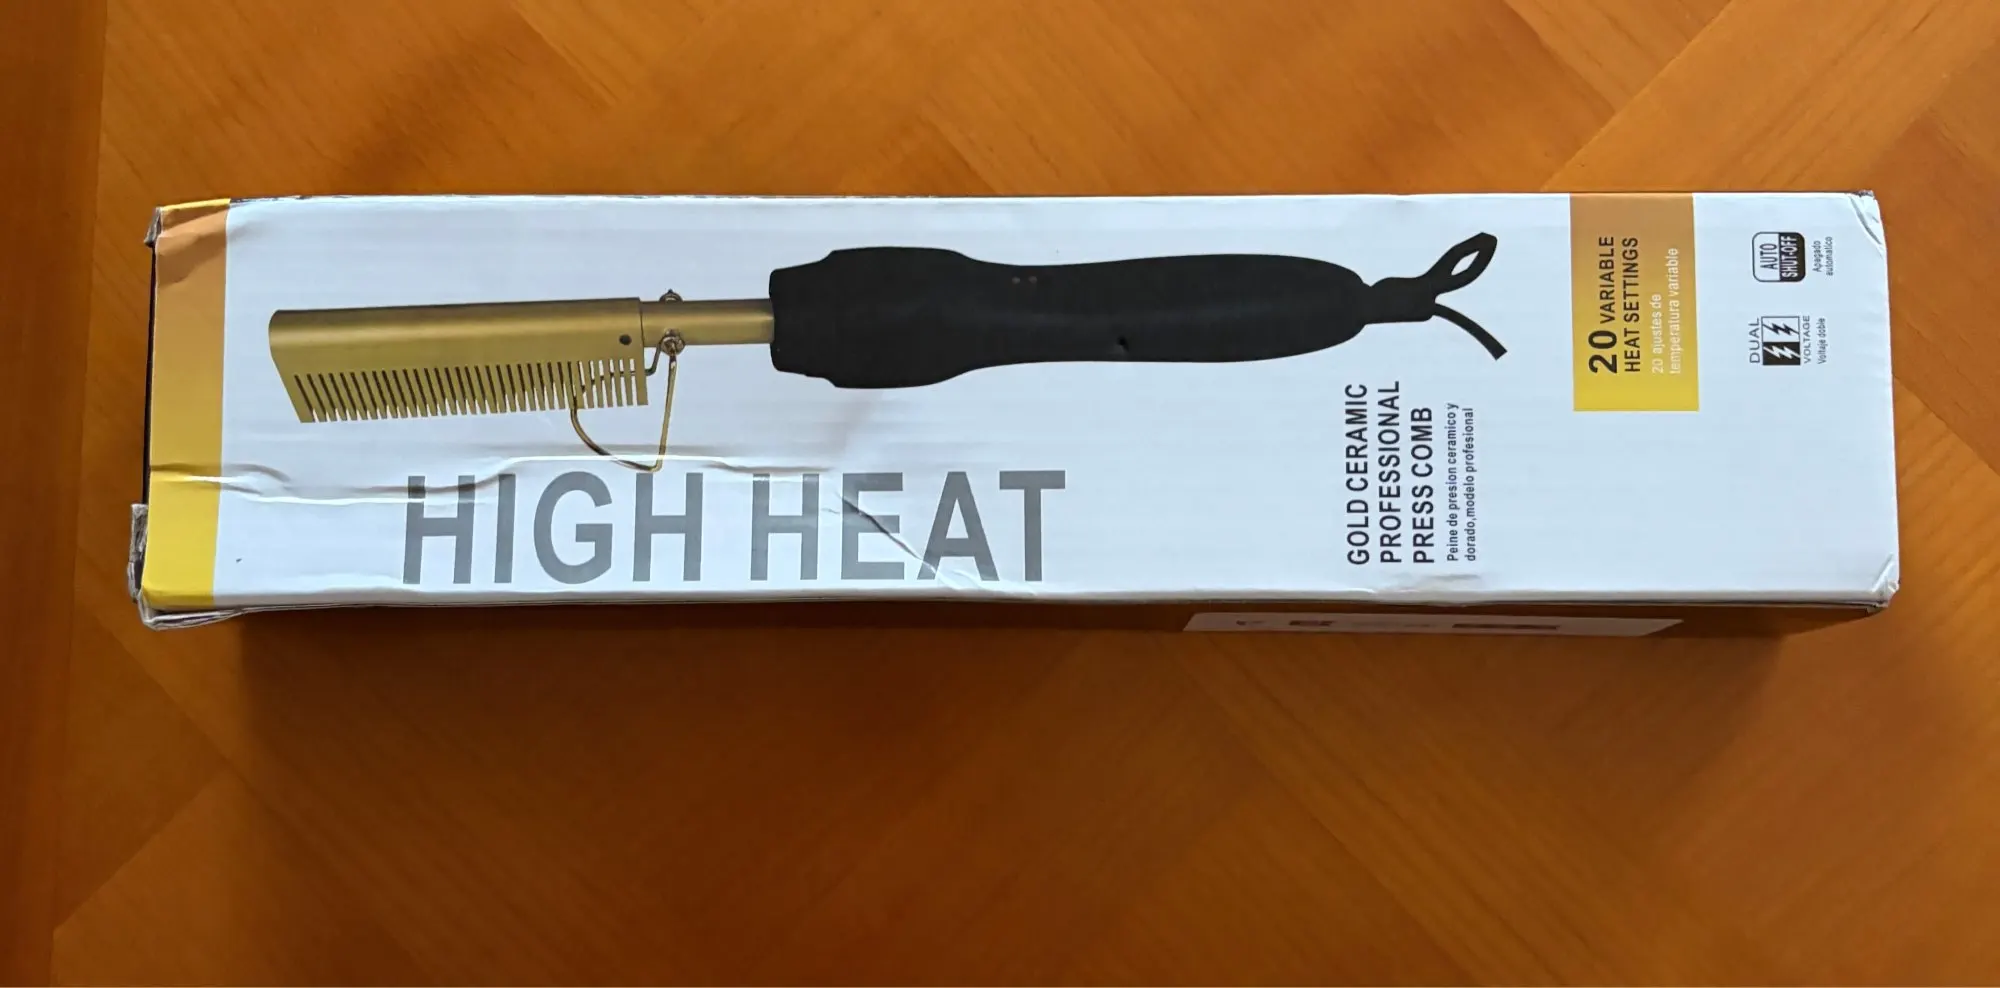 HIGH HEAT
GOLD CERAMIC
PROFESSIONAL
PRESS COMB
Peine de presion ceramico y
dorado,modelo profesional
20 VARIABLE
HEAT SETTINGS
20 ajustes de
temperatura variable
DUAL
VOLTAGE
Voltaje doble
AUTO
SHUT-OFF
Apagado
automatico